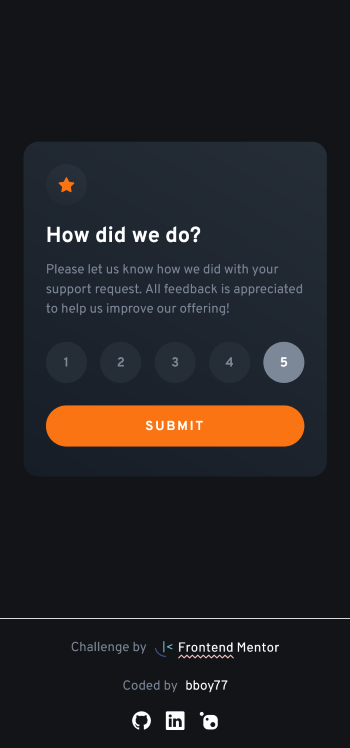 How did we do?
Please let us know how we did with your
support request. All feedback is appreciated
to help us improve our offering!
1 2 3 4 5
SUBMIT
Challenge by Frontend Mentor
Coded by bboy77
in